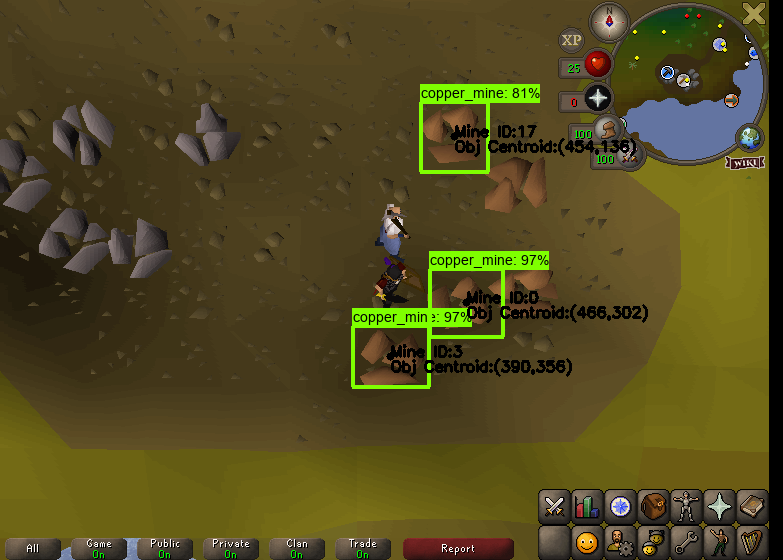 N
XP
25
0
100
100
WIKI
copper_mine: 81%
Mine ID:17
Obj Centroid:(454,136)
copper_mine: 97%
Mine ID:0
Obj Centroid:(466,302)
copper_mine: 97%
Mine ID:3
Obj Centroid:(390,356)
All
Game
On
Public
On
Private
On
Clan
On
Trade
On
Report